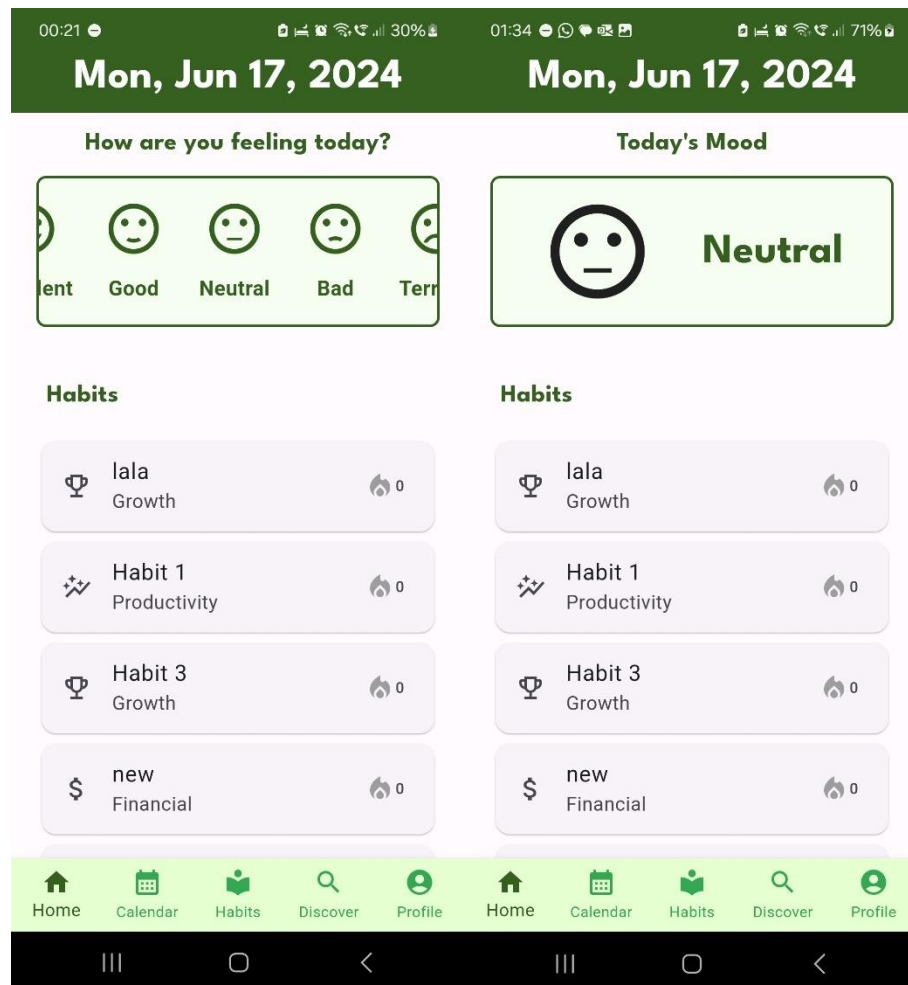 00:21 30%
Mon, Jun 17, 2024
How are you feeling today?
lent Good Neutral Bad Terr
Habits
lala
Growth
0
Habit 1
Productivity
0
Habit 3
Growth
0
new
Financial
0
Home Calendar Habits Discover Profile
01:34 71%
Mon, Jun 17, 2024
Today's Mood
Neutral
Habits
lala
Growth
0
Habit 1
Productivity
0
Habit 3
Growth
0
new
Financial
0
Home Calendar Habits Discover Profile